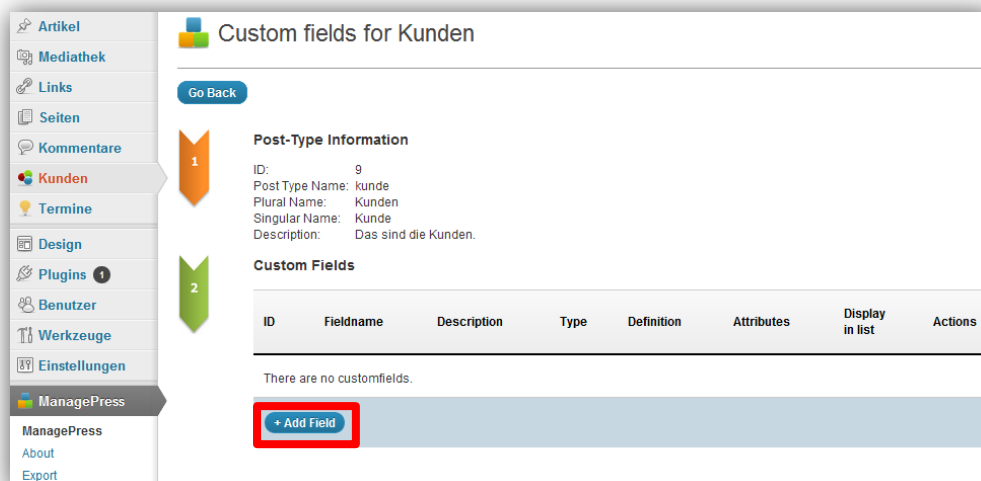 Artikel
Mediathek
Links
Seiten
Kommentare
Kunden
Termine
Design
Plugins 1
Benutzer
Werkzeuge
Einstellungen
ManagePress
ManagePress
About
Export
Custom fields for Kunden
Go Back
1
Post-Type Information
ID: 9
Post Type Name: kunde
Plural Name: Kunden
Singular Name: Kunde
Description: Das sind die Kunden.
2
Custom Fields
ID Fieldname Description Type Definition Attributes Display in list Actions
There are no customfields.
+ Add Field